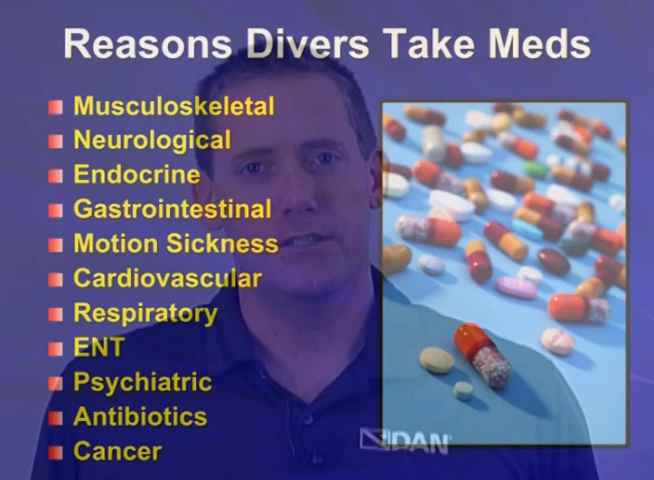 Reasons Divers Take Meds
Musculoskeletal
Neurological
Endocrine
Gastrointestinal
Motion Sickness
Cardiovascular
Respiratory
ENT
Psychiatric
Antibiotics
Cancer
DAN